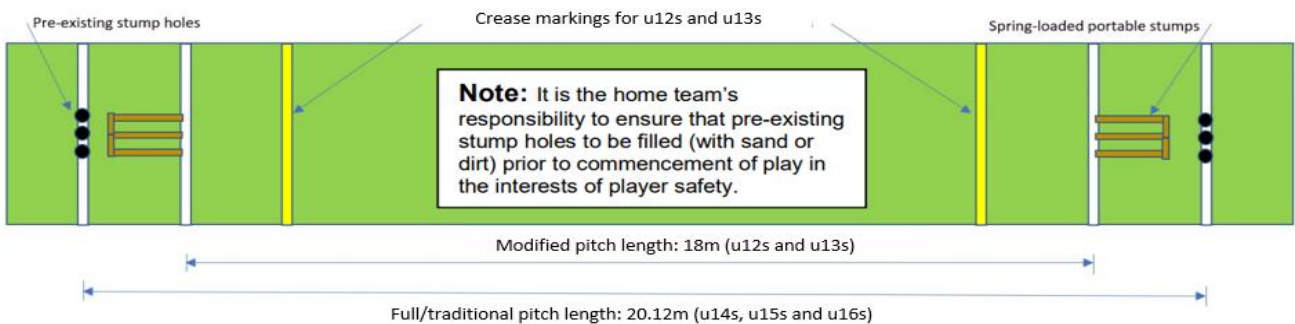 Pre-existing stump holes
Crease markings for u12s and u13s
Spring-loaded portable stumps
Note: It is the home team's
responsibility to ensure that pre-existing
stump holes to be filled (with sand or
dirt) prior to commencement of play in
the interests of player safety.
Modified pitch length: 18m (u12s and u13s)
Full/traditional pitch length: 20.12m (u14s, u15s and u16s)